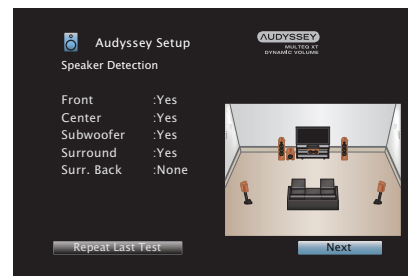 Audyssey Setup
AUDYSSEY
MULTEQ XT
DYNAMIC VOLUME
Speaker Detection
Front :Yes
Center :Yes
Subwoofer :Yes
Surround :Yes
Surr. Back :None
Repeat Last Test
Next